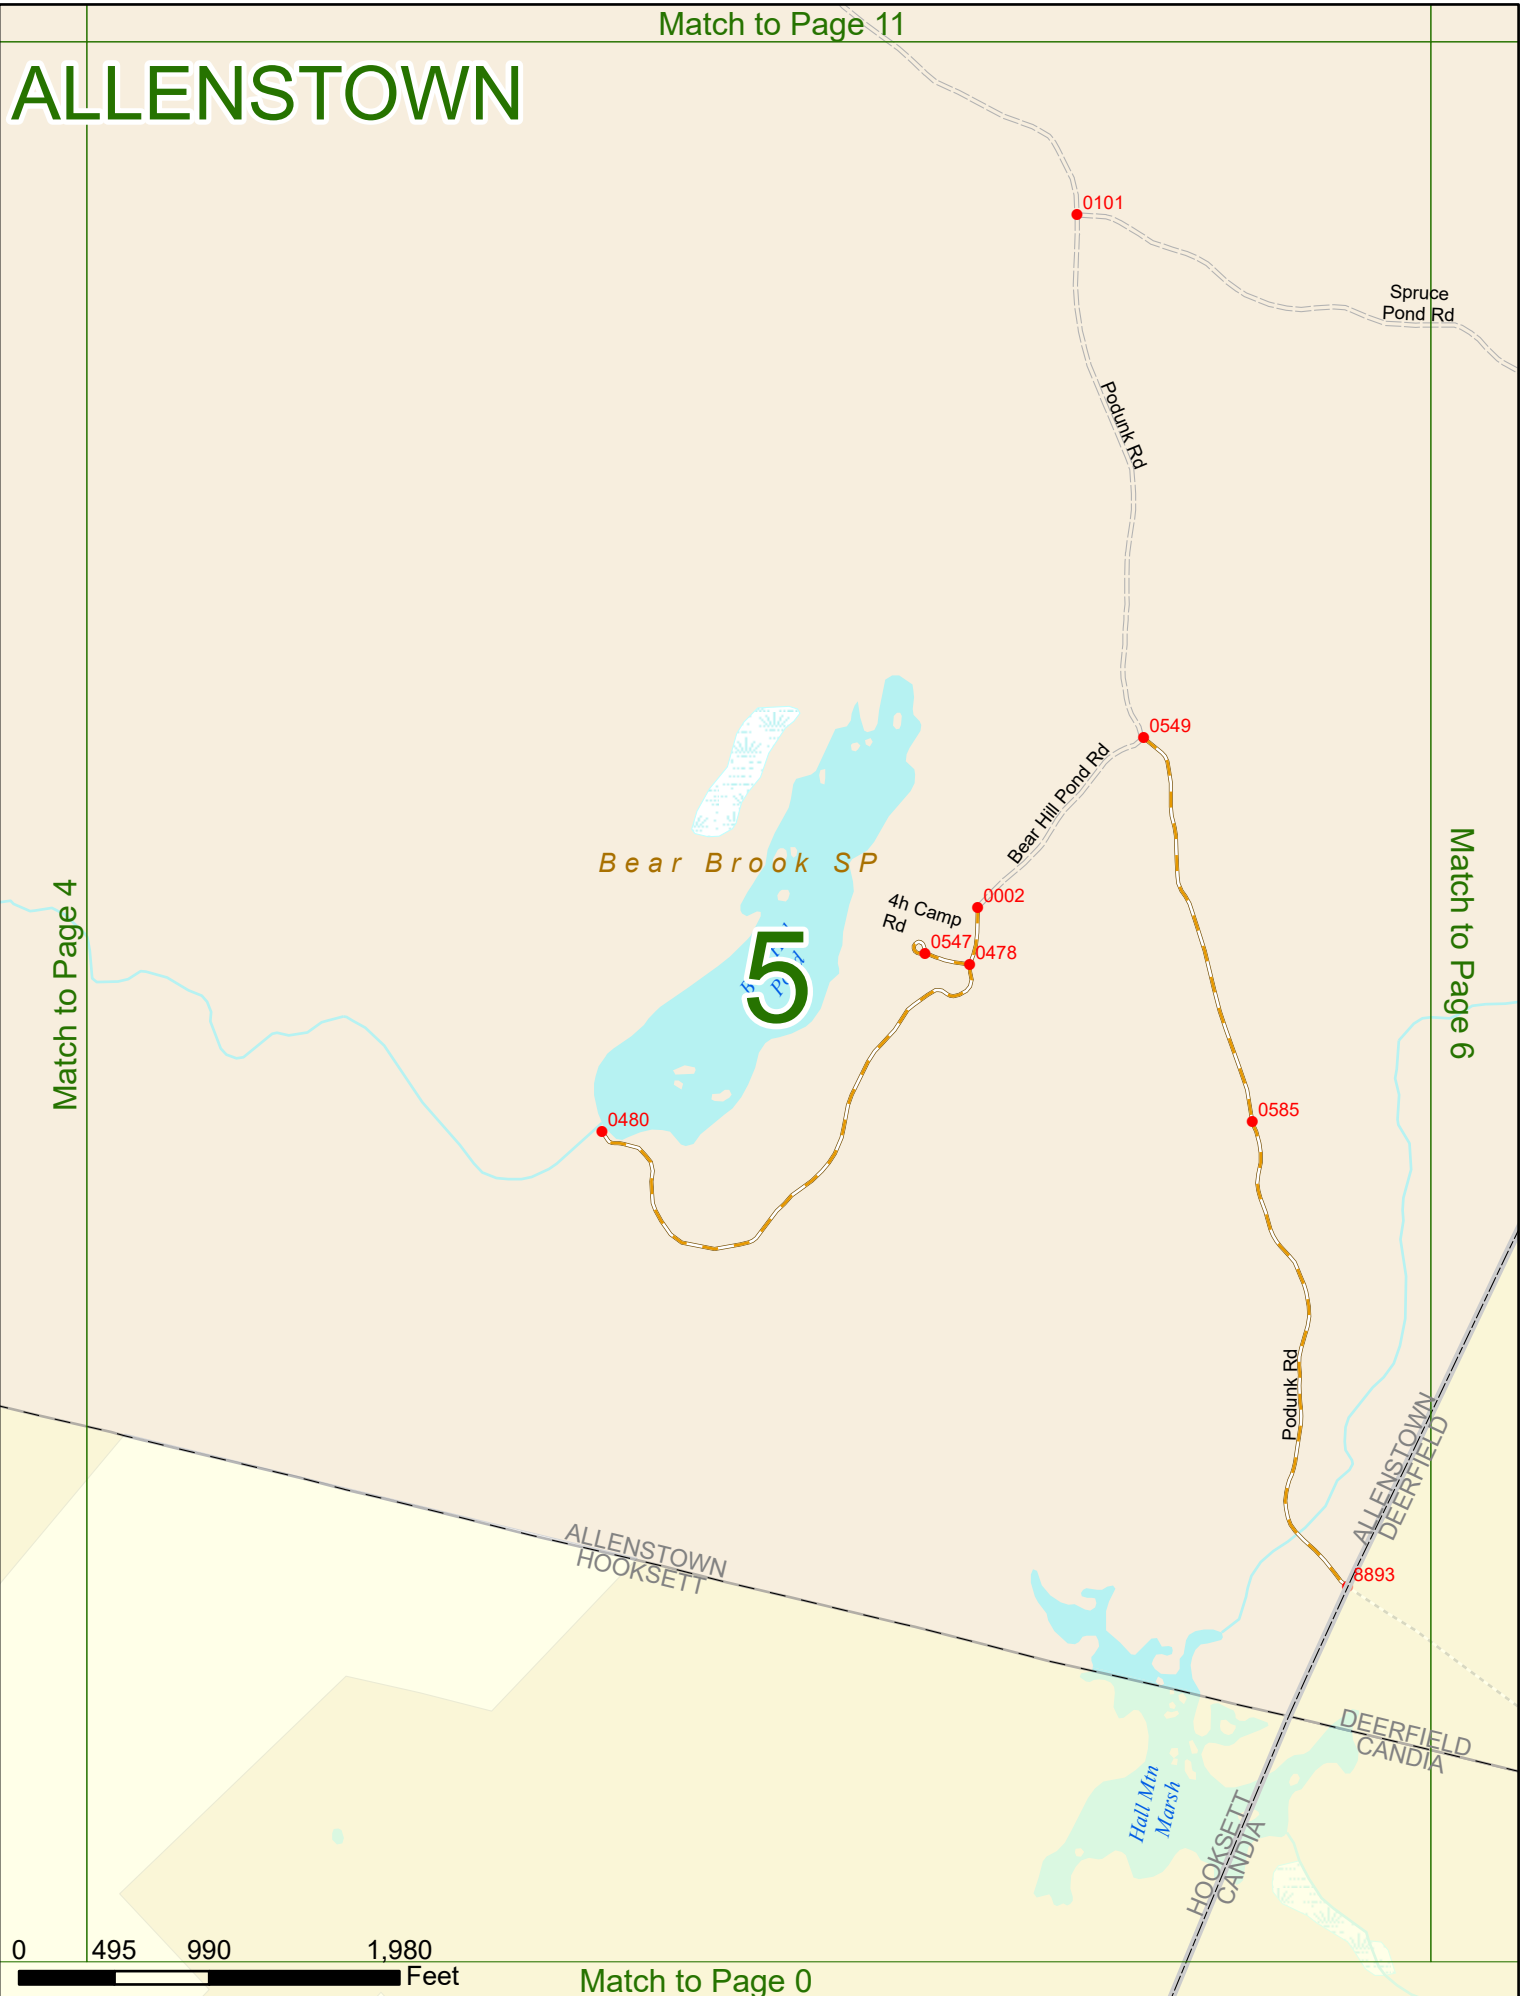 Match to Page 11
ALLENSTOWN
0101
Spruce
Pond Rd
Podunk Rd
0549
Bear Hill Pond Rd
Match to Page 4
Match to Page 6
Bear Brook SP
0002
4h Camp
Rd
0547
0478
5
0480
0585
Podunk Rd
ALLENSTOWN
DEERFIELD
ALLENSTOWN
HOOKSETT
8893
DEERFIELD
CANDIA
Hall Mtn
Marsh
HOOKSETT
CANDIA
0 495 990 1,980
Feet
Match to Page 0